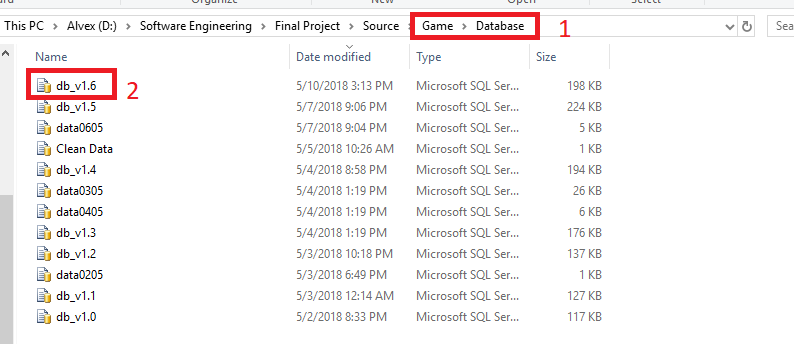 Organize New Open Select
This PC > Alvex (D:) > Software Engineering > Final Project > Source > Game > Database 1
Name Date modified Type Size
db_v1.6 2 5/10/2018 3:13 PM Microsoft SQL Ser... 198 KB
db_v1.5 5/7/2018 9:06 PM Microsoft SQL Ser... 224 KB
data0605 5/7/2018 9:04 PM Microsoft SQL Ser... 5 KB
Clean Data 5/5/2018 10:26 AM Microsoft SQL Ser... 1 KB
db_v1.4 5/4/2018 8:58 PM Microsoft SQL Ser... 194 KB
data0305 5/4/2018 1:19 PM Microsoft SQL Ser... 26 KB
data0405 5/4/2018 1:19 PM Microsoft SQL Ser... 6 KB
db_v1.3 5/4/2018 1:19 PM Microsoft SQL Ser... 176 KB
db_v1.2 5/3/2018 10:18 PM Microsoft SQL Ser... 137 KB
data0205 5/3/2018 6:49 PM Microsoft SQL Ser... 1 KB
db_v1.1 5/3/2018 12:14 AM Microsoft SQL Ser... 127 KB
db_v1.0 5/2/2018 8:33 PM Microsoft SQL Ser... 117 KB